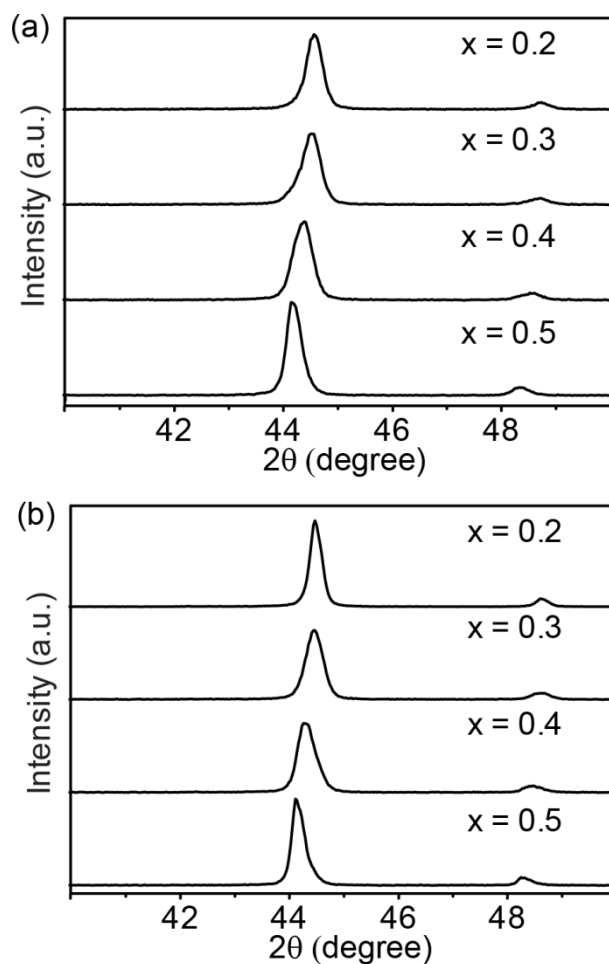 (a)
x = 0.2
x = 0.3
x = 0.4
x = 0.5
Intensity (a.u.)
42 44 46 48
2θ (degree)
(b)
x = 0.2
x = 0.3
x = 0.4
x = 0.5
Intensity (a.u.)
42 44 46 48
2θ (degree)